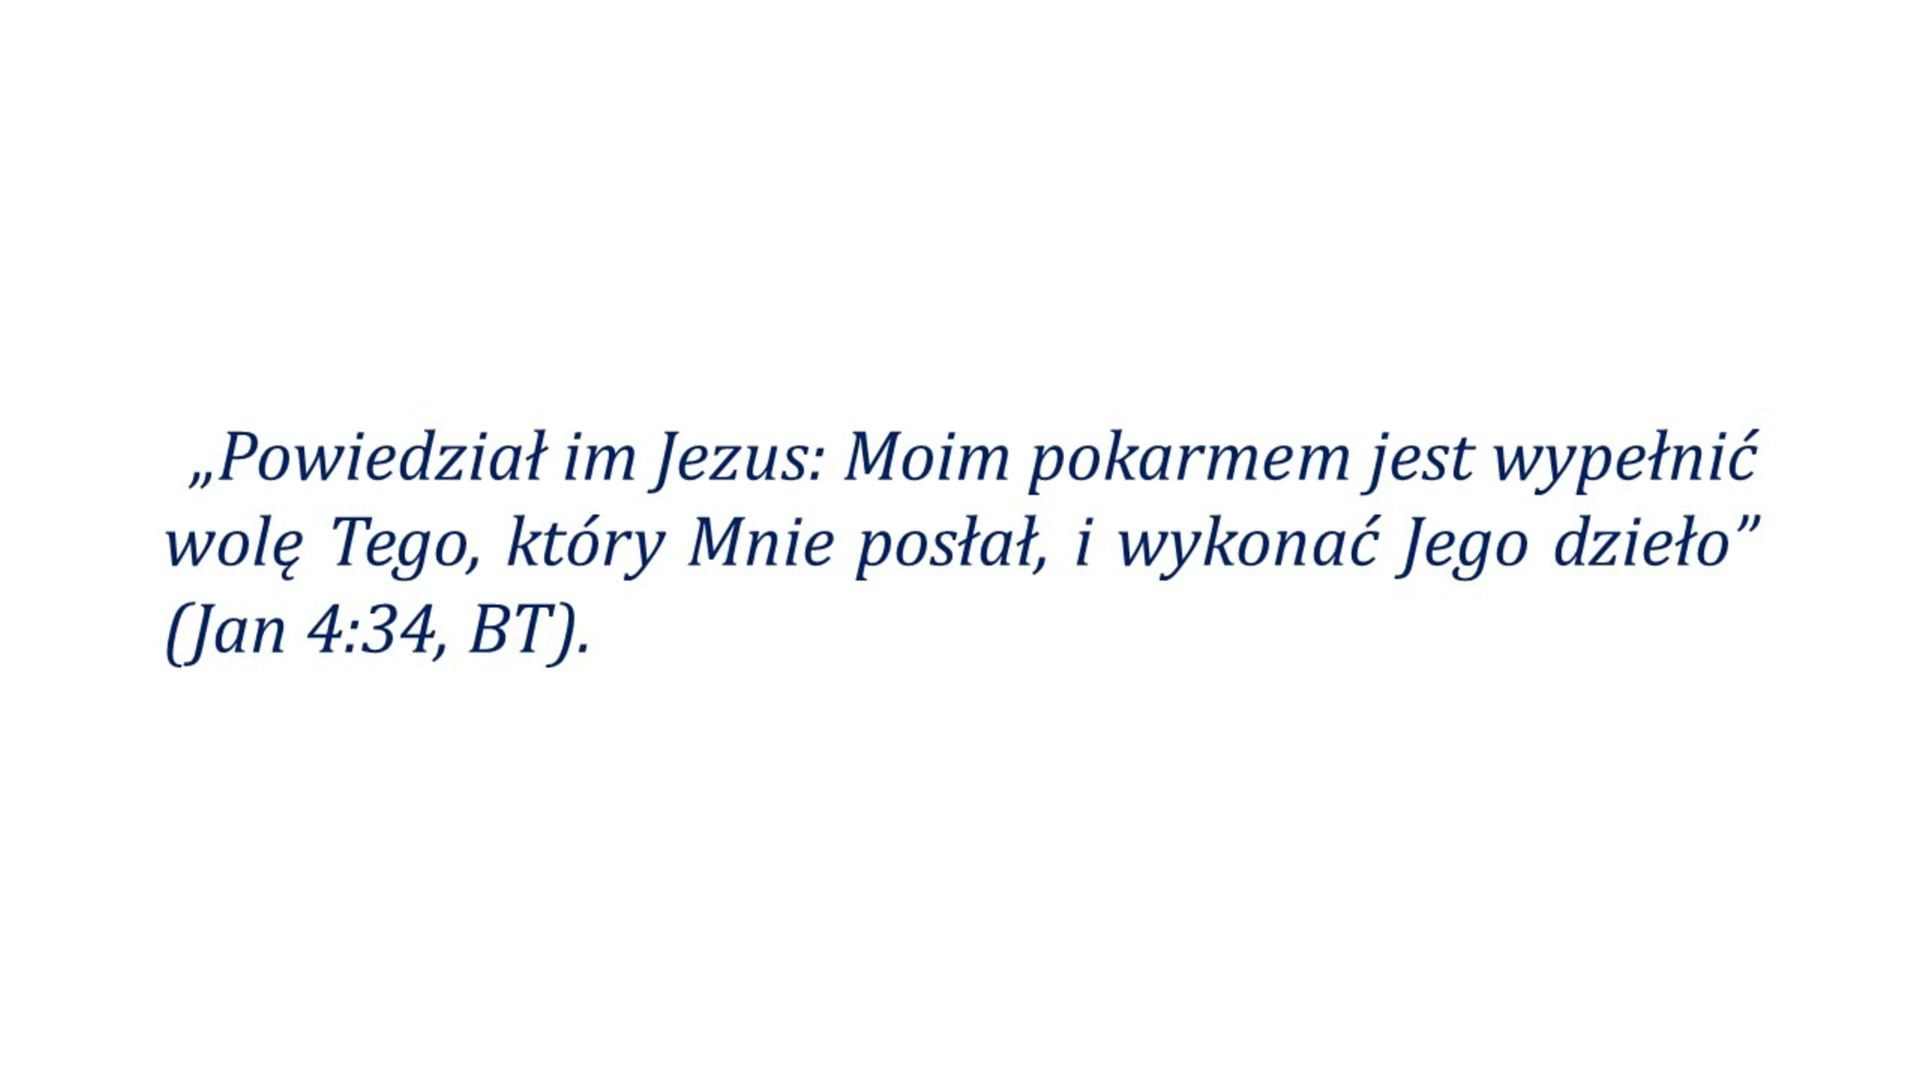 „Powiedział im Jezus: Moim pokarmem jest wypełnić
wolę Tego, który Mnie posłał, i wykonać Jego dzieło”
(Jan 4:34, BT).